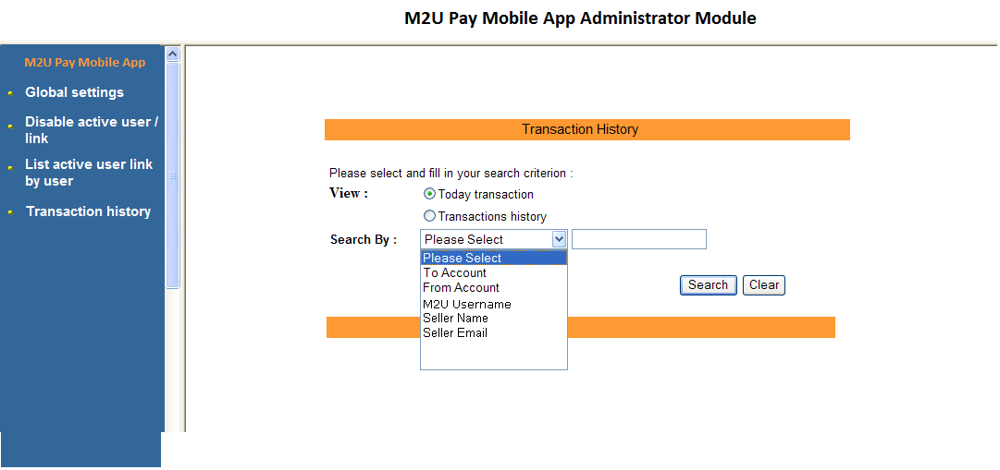 M2U Pay Mobile App Administrator Module
M2U Pay Mobile App
Global settings
Disable active user /
link
List active user link
by user
Transaction history
Transaction History
Please select and fill in your search criterion :
View :
Today transaction
Transactions history
Search By :
Please Select
Please Select
To Account
From Account
M2U Username
Seller Name
Seller Email
Search
Clear